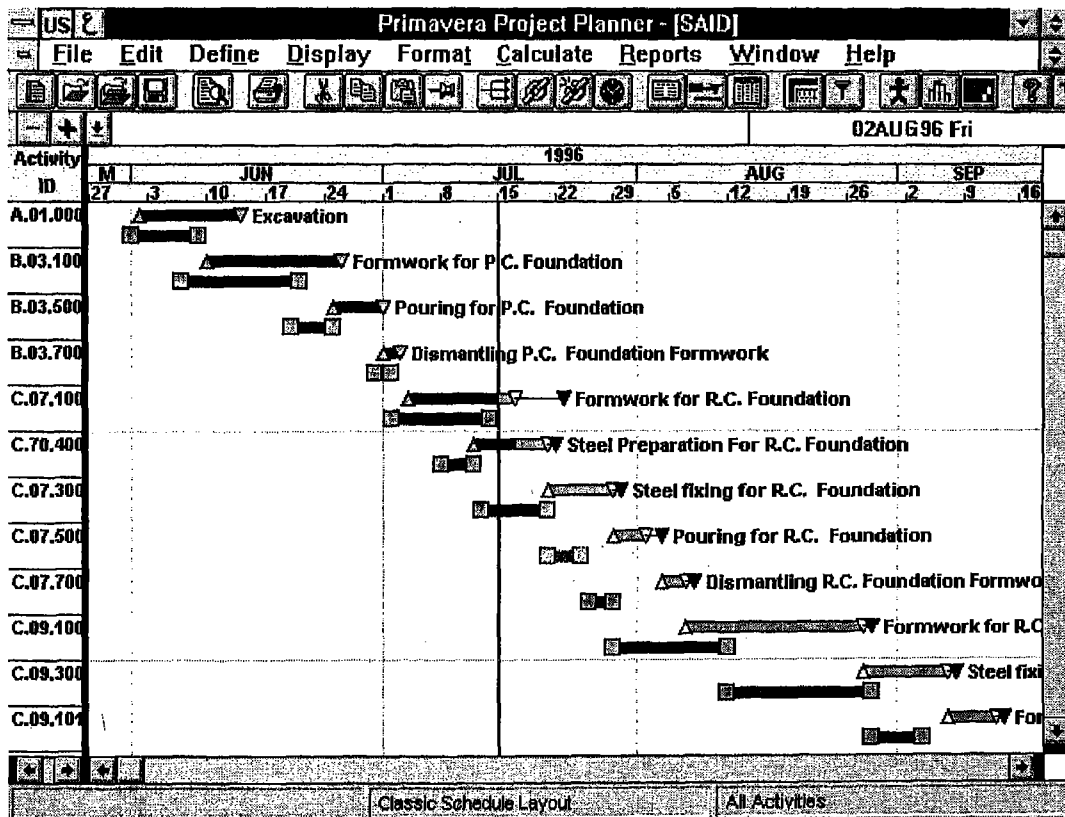 US Primavera Project Planner - [SAID]
File Edit Define Display Format Calculate Reports Window Help
02AUG96 Fri
Activity ID 1996
M JUN JUL AUG SEP
27 3 10 17 24 1 8 15 22 29 5 12 19 26 2 9 16
A.01.000 Excavation
B.03.100 Formwork for P.C. Foundation
B.03.500 Pouring for P.C. Foundation
B.03.700 Dismantling P.C. Foundation Formwork
C.07.100 Formwork for R.C. Foundation
C.70.400 Steel Preparation For R.C. Foundation
C.07.300 Steel fixing for R.C. Foundation
C.07.500 Pouring for R.C. Foundation
C.07.700 Dismantling R.C. Foundation Formwo
C.09.100 Formwork for R.C
C.09.300 Steel fixi
C.09.101 For
Classic Schedule Layout All Activities